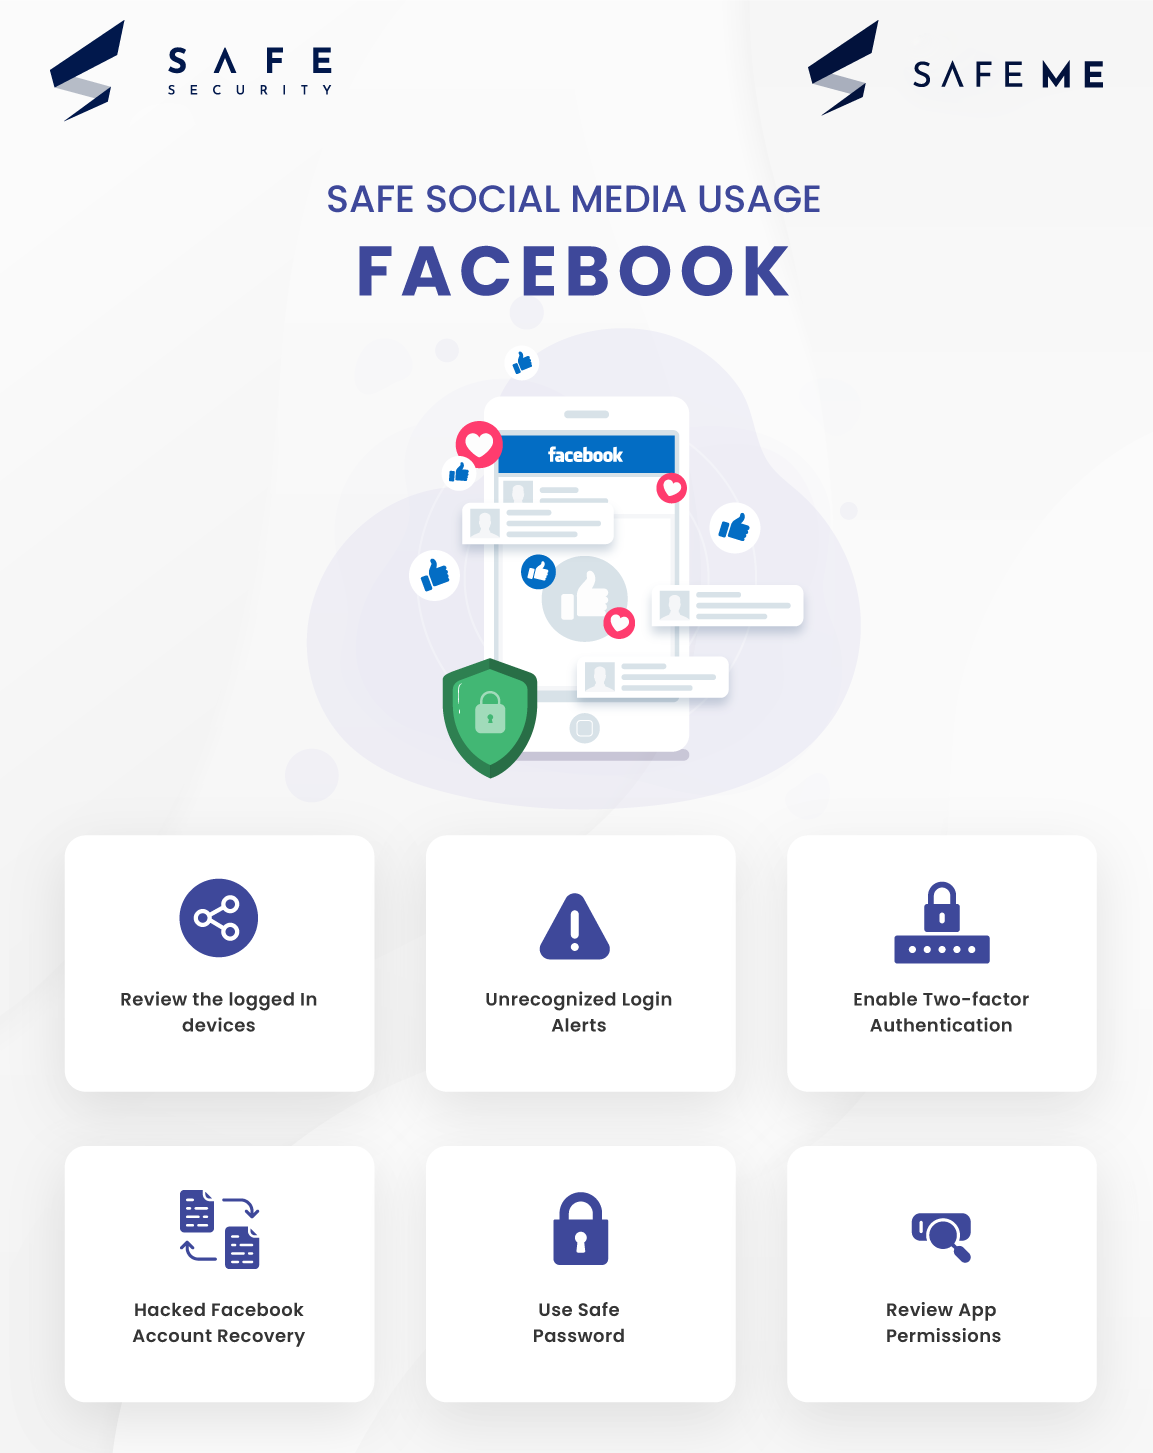 SAFE
SECURITY
SAFE ME
SAFE SOCIAL MEDIA USAGE
FACEBOOK
facebook
Review the logged In
devices
Unrecognized Login
Alerts
Enable Two-factor
Authentication
Hacked Facebook
Account Recovery
Use Safe
Password
Review App
Permissions